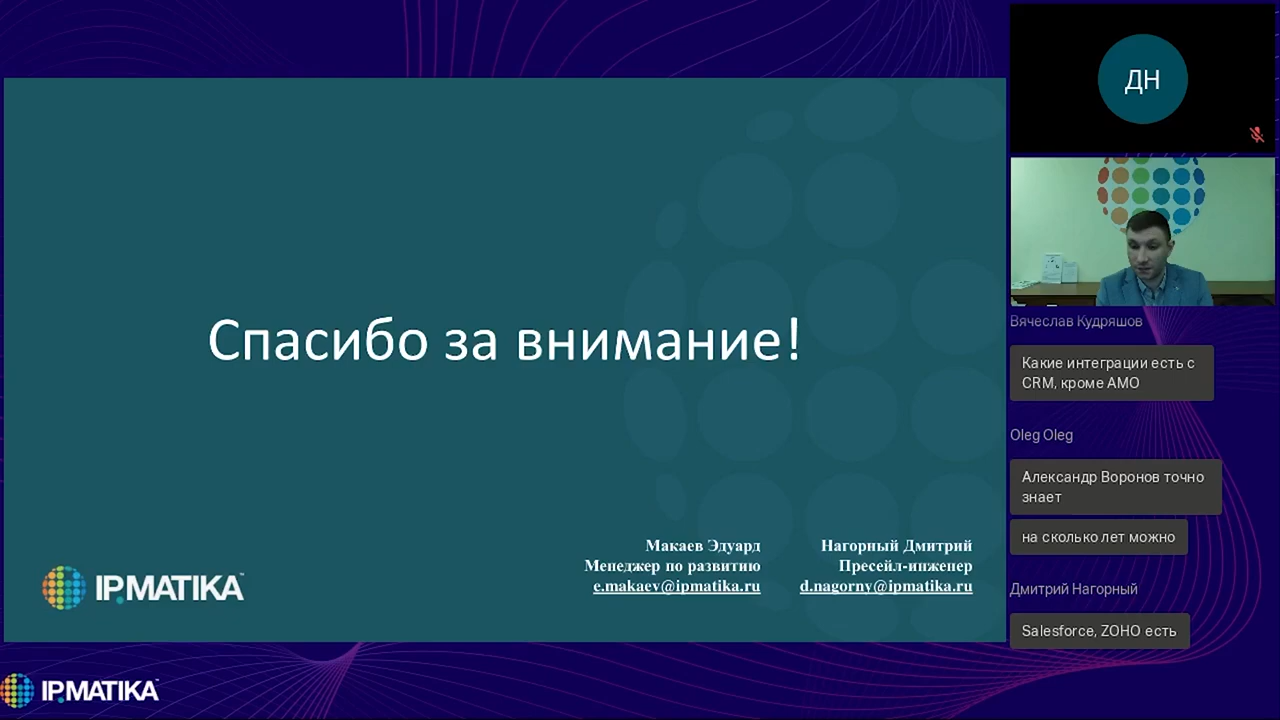 Спасибо за внимание!
Макаев Эдуард
Менеджер по развитию
e.makaev@ipmatika.ru
Нагорный Дмитрий
Пресейл-инженер
d.nagorny@ipmatika.ru
IPMATIKA™
IPMATIKA
ДН
Вячеслав Кудряшов
Какие интеграции есть с
CRM, кроме АМО
Oleg Oleg
Александр Воронов точно
знает
на сколько лет можно
Дмитрий Нагорный
Salesforce, ZOHO есть